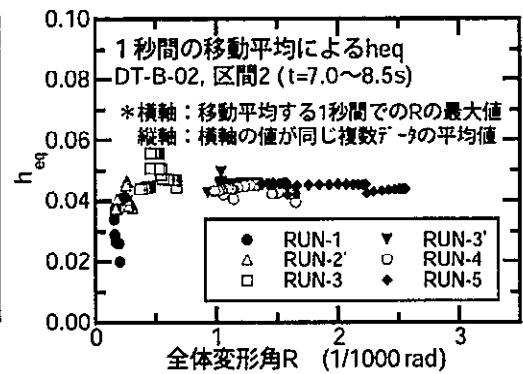 0.10
1秒間の移動平均によるheq
DT-B-02, 区間2 (t=7.0～8.5s)
0.08
＊横軸：移動平均する1秒間でのRの最大値
縦軸：横軸の値が同じ複数データの平均値
0.06
heq
0.04
● RUN-1 ▼ RUN-3'
△ RUN-2' ○ RUN-4
□ RUN-3 ◆ RUN-5
0.02
0.00
0 1 2 3
全体変形角R (1/1000 rad)